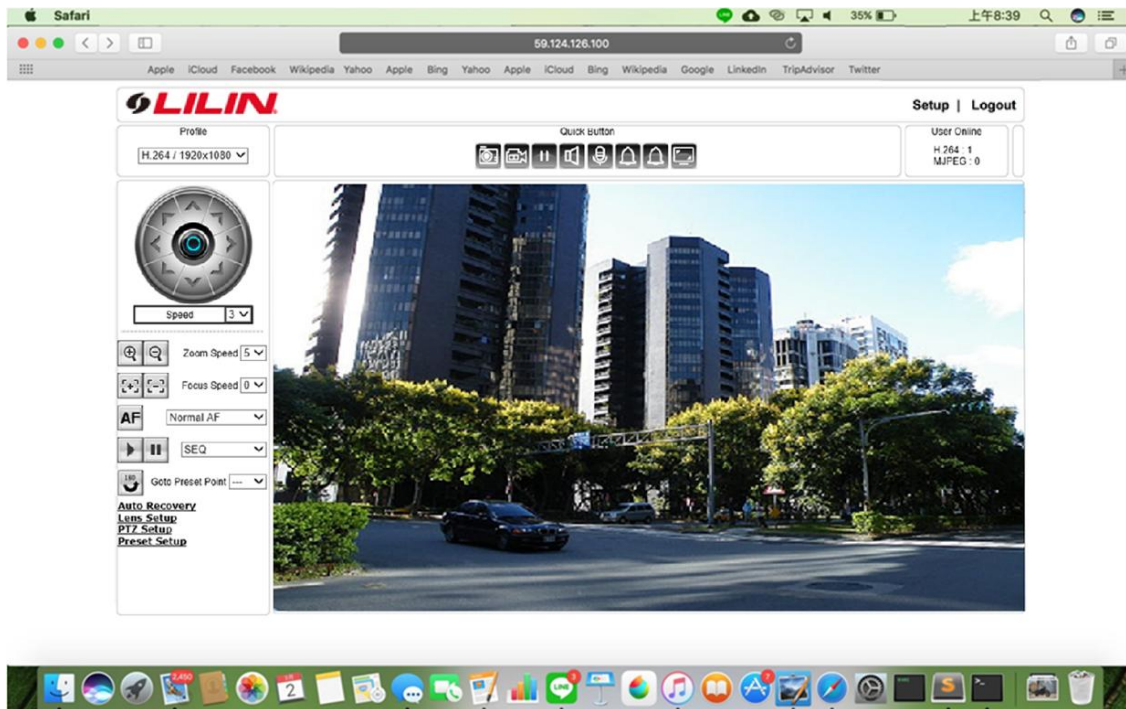 Safari
35%
上午8:39
59.124.126.100
Apple iCloud Facebook Wikipedia Yahoo Apple Bing Yahoo Apple iCloud Bing Wikipedia Google LinkedIn TripAdvisor Twitter
LILIN
Setup | Logout
Profile
Quick Button
User Online
H.264 / 1920x1080
H.264 : 1
MJPEG : 0
Speed 3
Zoom Speed 5
Focus Speed 0
AF Normal AF
SEQ
180 Goto Preset Point ---
Auto Recovery
Lens Setup
PTZ Setup
Preset Setup
2,450
2
LINE
3
7
S